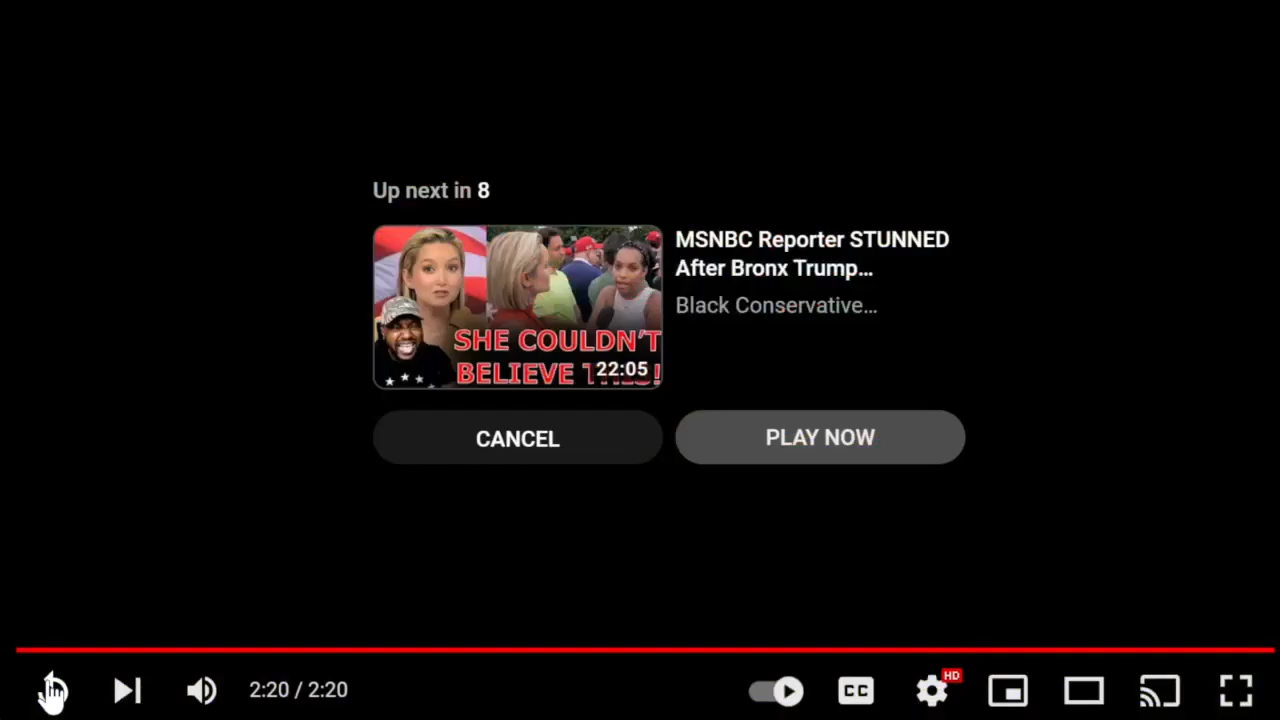 Up next in 8
MSNBC Reporter STUNNED
After Bronx Trump...
Black Conservative...
SHE COULDN'T
BELIEVE
22:05
CANCEL
PLAY NOW
2:20 / 2:20
CC
HD